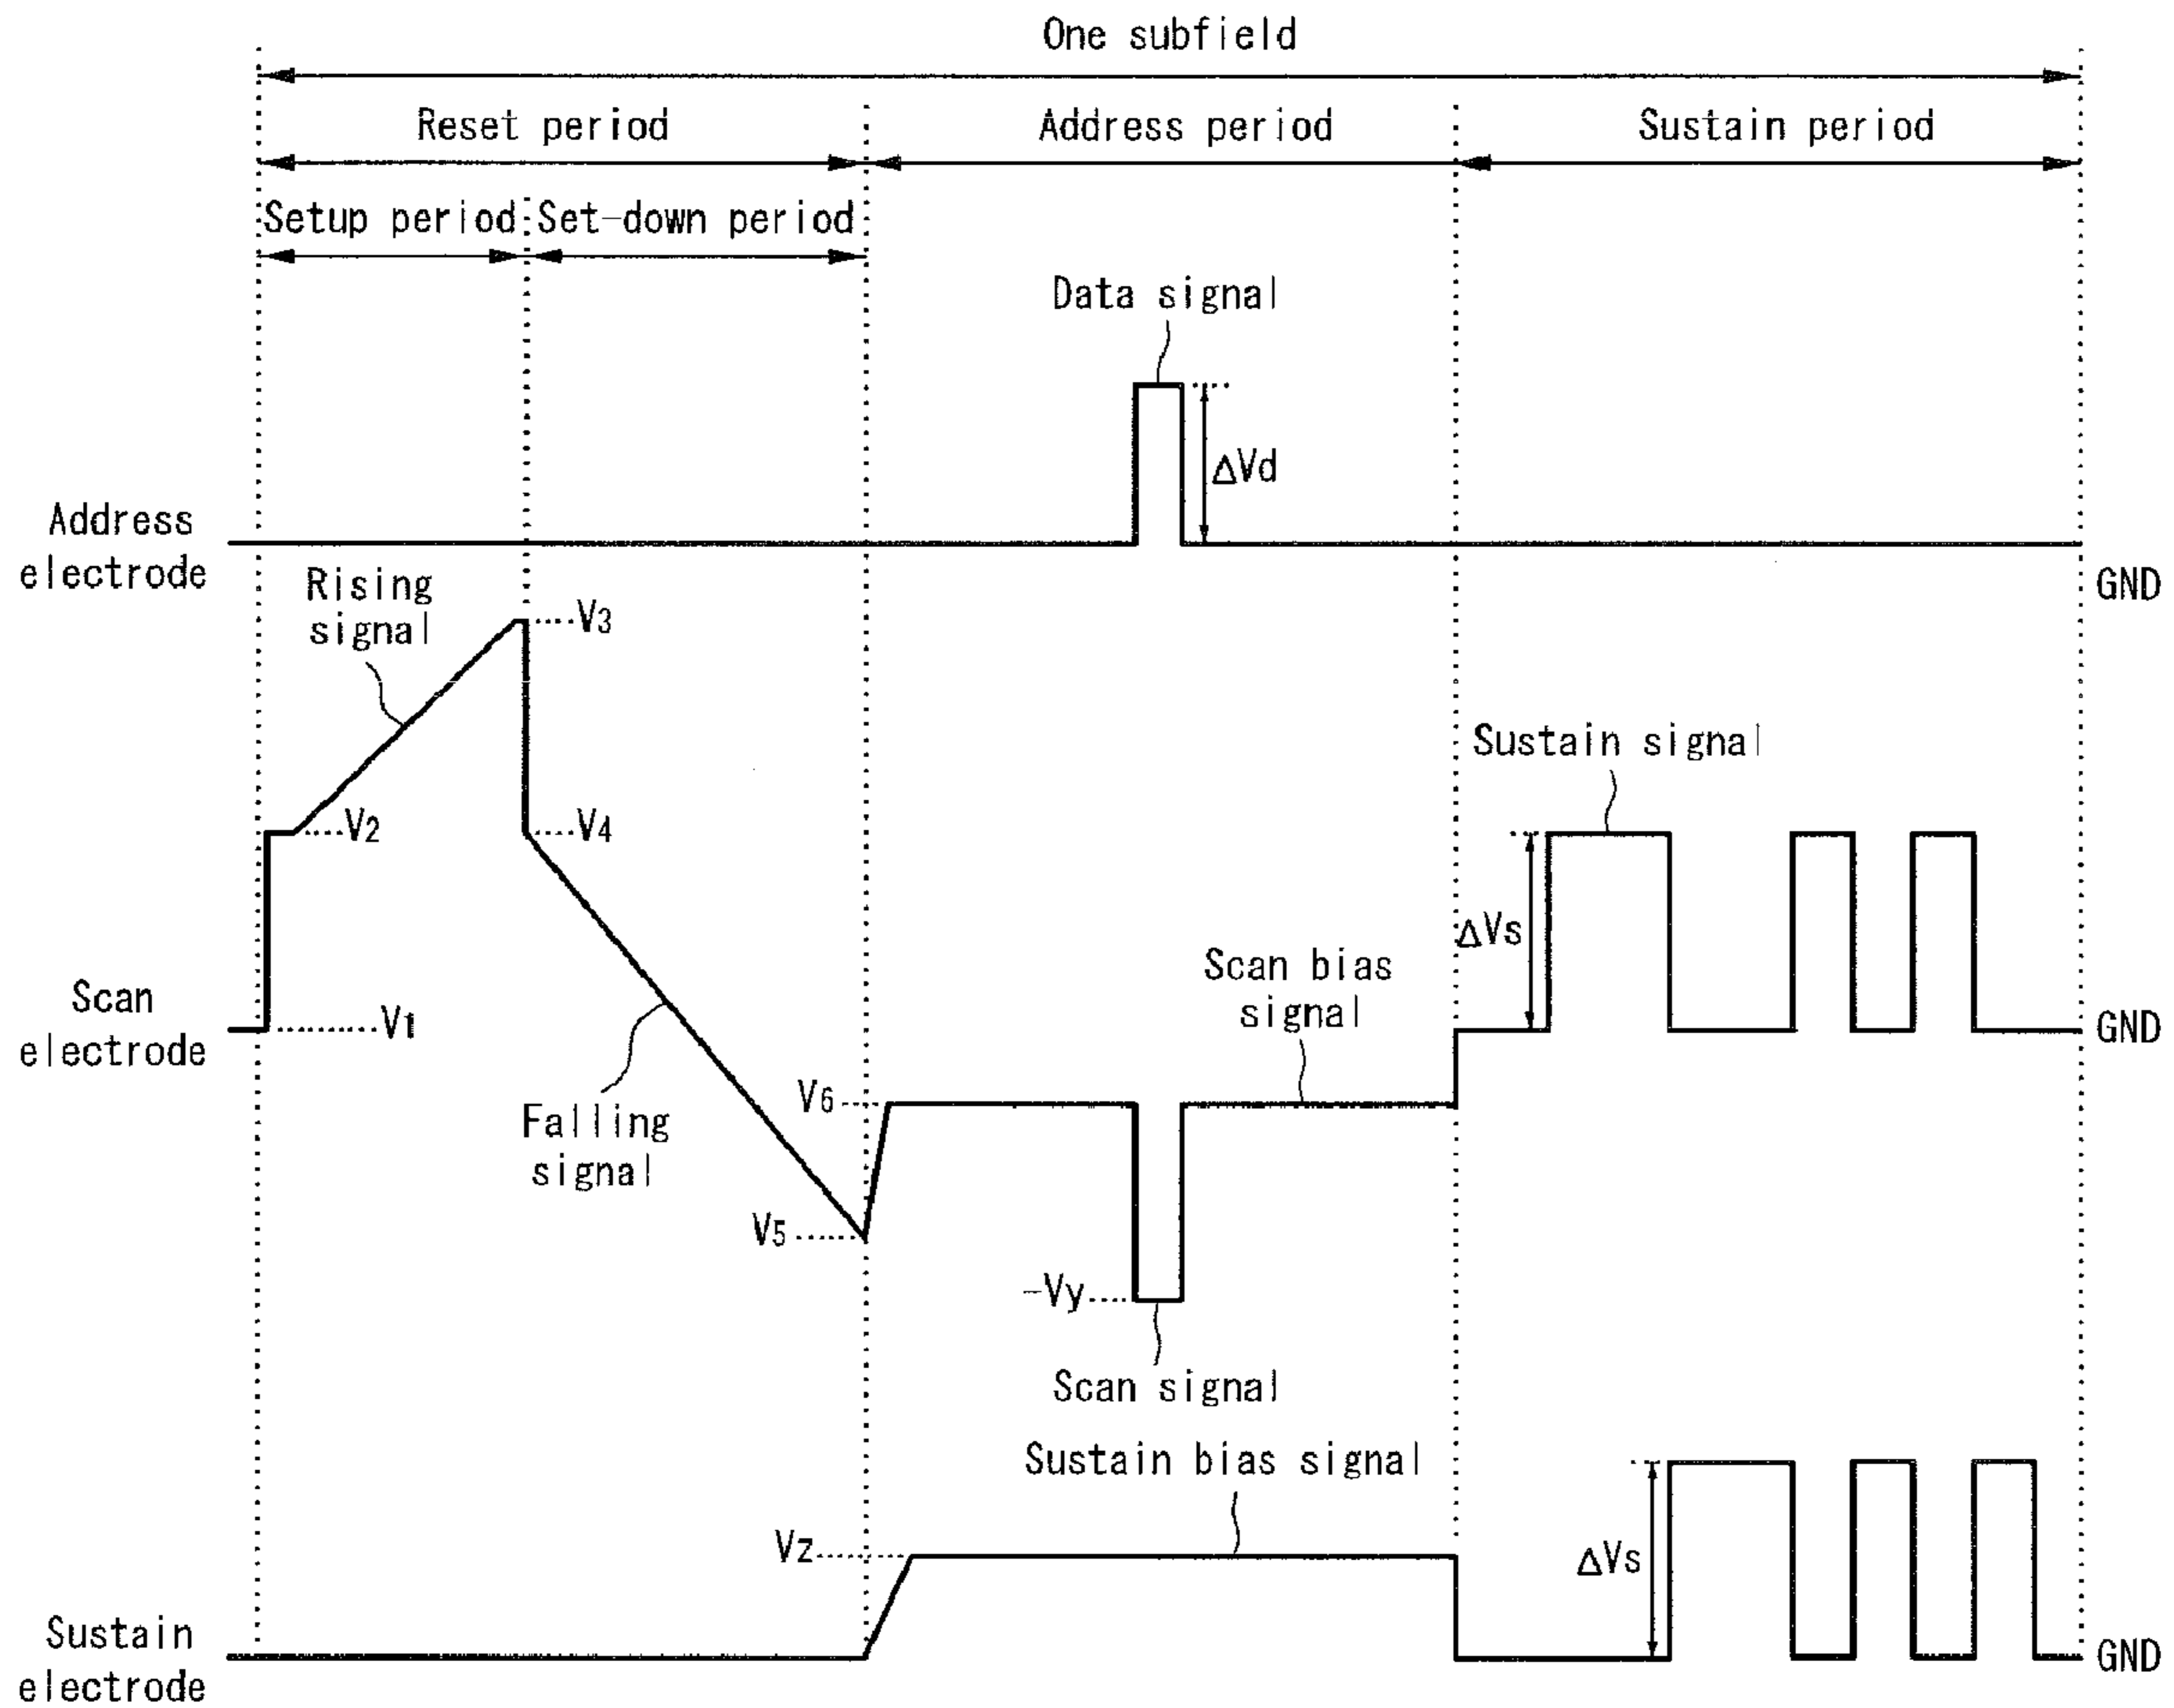 One subfield
Reset period
Address period
Sustain period
Setup period
Set-down period
Data signal
ΔVd
Address
electrode
GND
Rising
signal
V3
V2
V4
Sustain signal
ΔVs
Scan bias
signal
Scan
electrode
V1
GND
V6
Falling
signal
V5
-Vy
Scan signal
Sustain bias signal
Vz
ΔVs
Sustain
electrode
GND